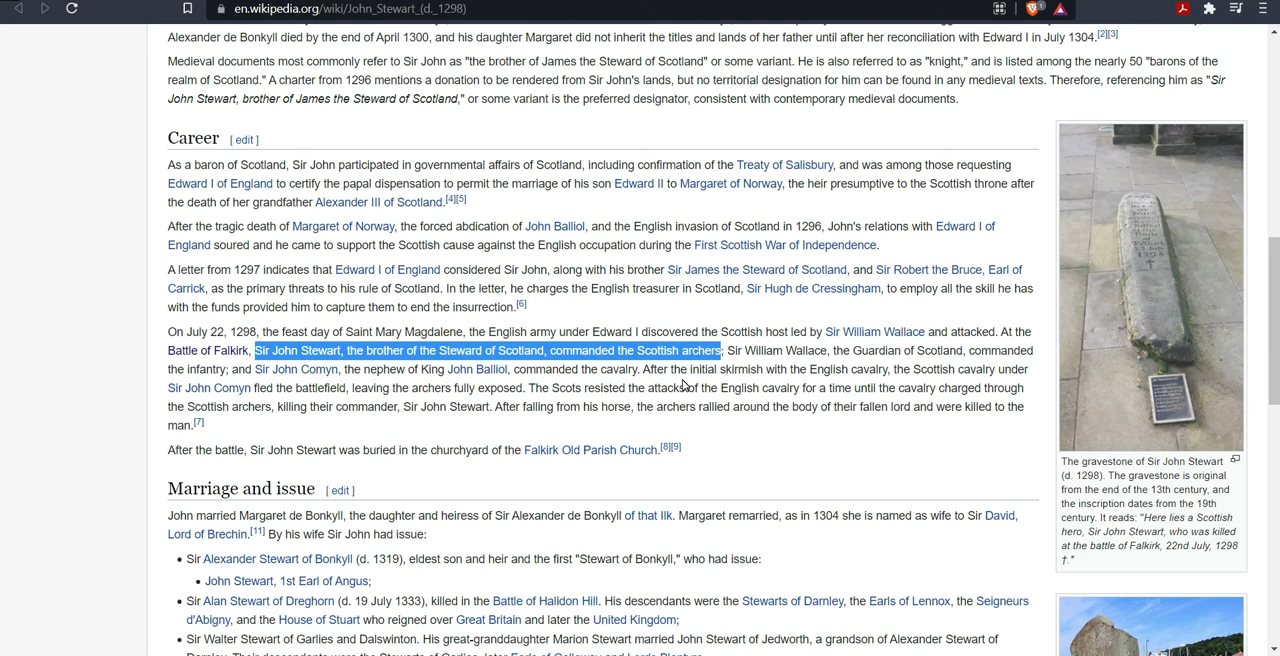 en.wikipedia.org/wiki/John_Stewart_(d._1298)
1
Alexander de Bonkyll died by the end of April 1300, and his daughter Margaret did not inherit the titles and lands of her father until after her reconciliation with Edward I in July 1304.[2][3]
Medieval documents most commonly refer to Sir John as "the brother of James the Steward of Scotland" or some variant. He is also referred to as "knight," and is listed among the nearly 50 "barons of the
realm of Scotland." A charter from 1296 mentions a donation to be rendered from Sir John's lands, but no territorial designation for him can be found in any medieval texts. Therefore, referencing him as "Sir
John Stewart, brother of James the Steward of Scotland," or some variant is the preferred designator, consistent with contemporary medieval documents.
Career [ edit ]
As a baron of Scotland, Sir John participated in governmental affairs of Scotland, including confirmation of the Treaty of Salisbury, and was among those requesting
Edward I of England to certify the papal dispensation to permit the marriage of his son Edward II to Margaret of Norway, the heir presumptive to the Scottish throne after
the death of her grandfather Alexander III of Scotland.[4][5]
After the tragic death of Margaret of Norway, the forced abdication of John Balliol, and the English invasion of Scotland in 1296, John's relations with Edward I of
England soured and he came to support the Scottish cause against the English occupation during the First Scottish War of Independence.
A letter from 1297 indicates that Edward I of England considered Sir John, along with his brother Sir James the Steward of Scotland, and Sir Robert the Bruce, Earl of
Carrick, as the primary threats to his rule of Scotland. In the letter, he charges the English treasurer in Scotland, Sir Hugh de Cressingham, to employ all the skill he has
with the funds provided him to capture them to end the insurrection.[6]
On July 22, 1298, the feast day of Saint Mary Magdalene, the English army under Edward I discovered the Scottish host led by Sir William Wallace and attacked. At the
Battle of Falkirk, Sir John Stewart, the brother of the Steward of Scotland, commanded the Scottish archers; Sir William Wallace, the Guardian of Scotland, commanded
the infantry; and Sir John Comyn, the nephew of King John Balliol, commanded the cavalry. After the initial skirmish with the English cavalry, the Scottish cavalry under
Sir John Comyn fled the battlefield, leaving the archers fully exposed. The Scots resisted the attacks of the English cavalry for a time until the cavalry charged through
the Scottish archers, killing their commander, Sir John Stewart. After falling from his horse, the archers rallied around the body of their fallen lord and were killed to the
man.[7]
After the battle, Sir John Stewart was buried in the churchyard of the Falkirk Old Parish Church.[8][9]
Marriage and issue [ edit ]
John married Margaret de Bonkyll, the daughter and heiress of Sir Alexander de Bonkyll of that Ilk. Margaret remarried, as in 1304 she is named as wife to Sir David,
Lord of Brechin.[11] By his wife Sir John had issue:
• Sir Alexander Stewart of Bonkyll (d. 1319), eldest son and heir and the first "Stewart of Bonkyll," who had issue:
• John Stewart, 1st Earl of Angus;
• Sir Alan Stewart of Dreghorn (d. 19 July 1333), killed in the Battle of Halidon Hill. His descendants were the Stewarts of Darnley, the Earls of Lennox, the Seigneurs
d'Abigny, and the House of Stuart who reigned over Great Britain and later the United Kingdom;
• Sir Walter Stewart of Garlies and Dalswinton. His great-granddaughter Marion Stewart married John Stewart of Jedworth, a grandson of Alexander Stewart of
The gravestone of Sir John Stewart
(d. 1298). The gravestone is original
from the end of the 13th century, and
the inscription dates from the 19th
century. It reads: "Here lies a Scottish
hero, Sir John Stewart, who was killed
at the battle of Falkirk, 22nd July, 1298
†."